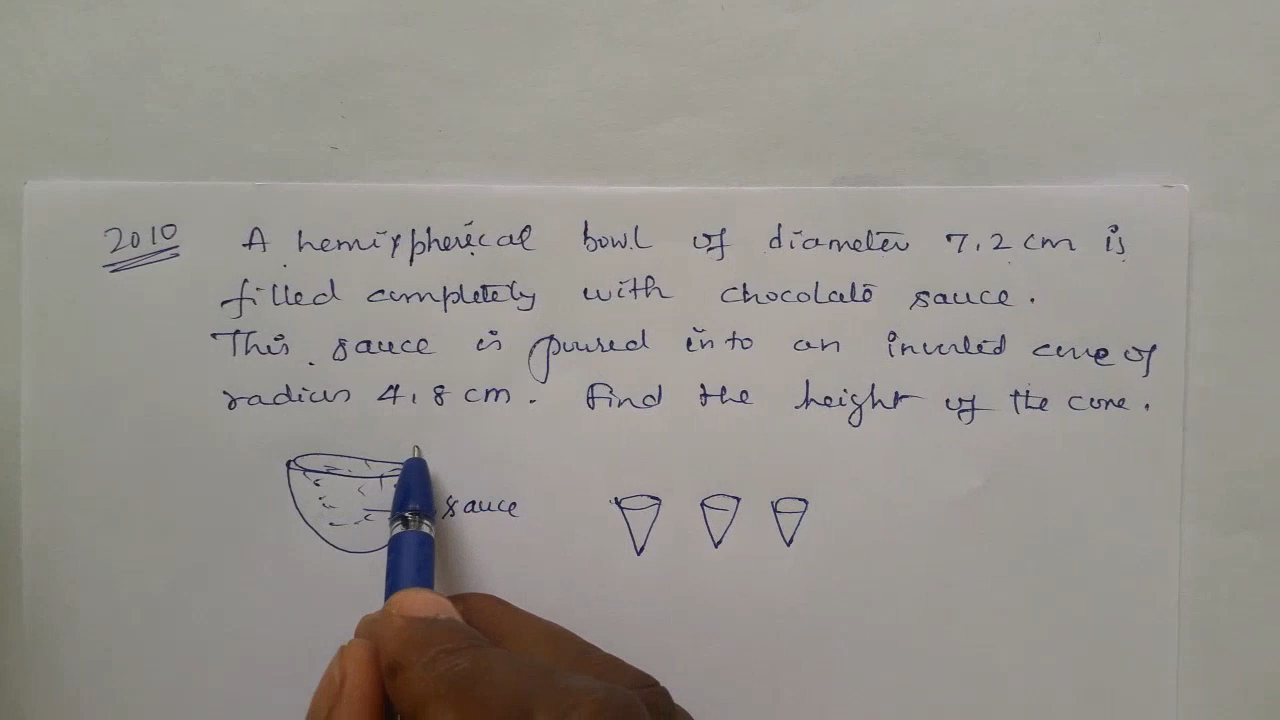 2010 A hemispherical bowl of diameter 7.2 cm is
filled completely with chocolate sauce.
This sauce is poured into an inverted cone of
radius 4.8 cm. Find the height of the cone.
sauce